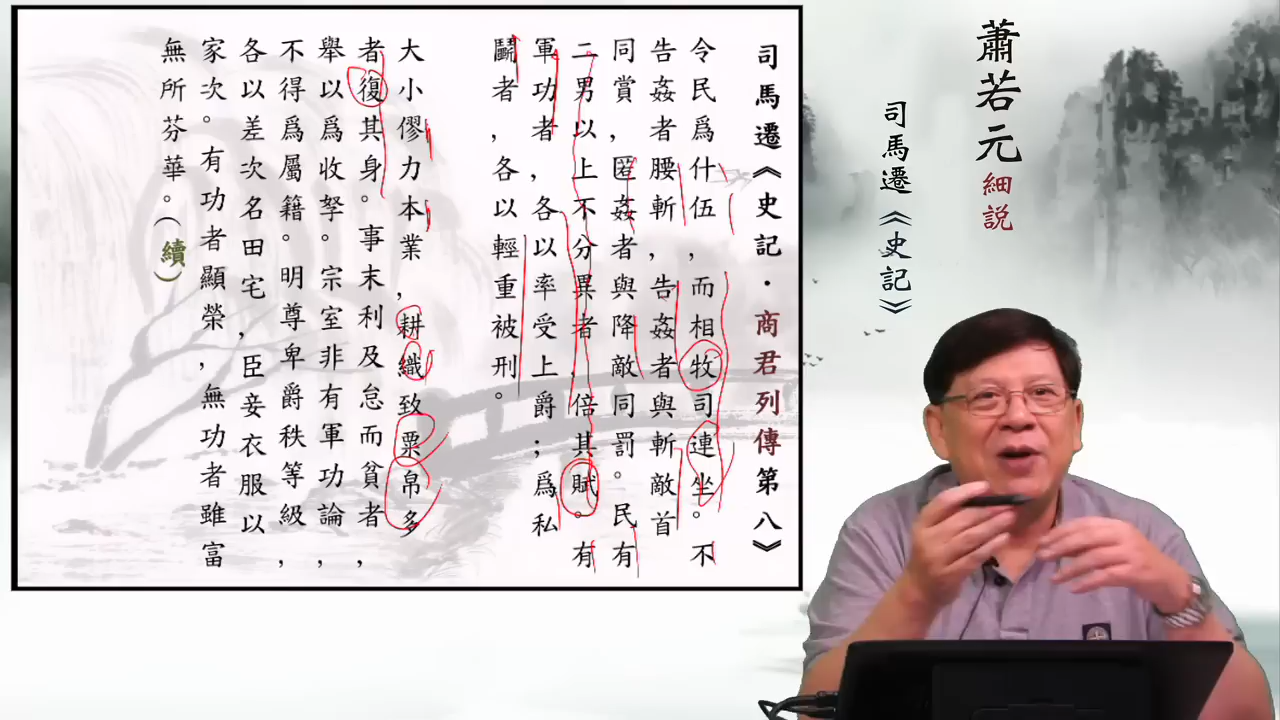 司馬遷《史記·商君列傳第八》
令民爲什伍，而相牧司連坐。不
告姦者腰斬，告姦者與斬敵首
同賞，匿姦者與降敵同罰。民有
二男以上不分異者，倍其賦。有
軍功者，各以率受上爵；爲私
鬬者，各以輕重被刑。
大小僇力本業，耕織致粟帛多
者復其身。事末利及怠而貧者，
舉以爲收孥。宗室非有軍功論，
不得爲屬籍。明尊卑爵秩等級，
各以差次名田宅，臣妾衣服以
家次。有功者顯榮，無功者雖富
無所芬華。（續）
蕭若元細説
司馬遷《史記》